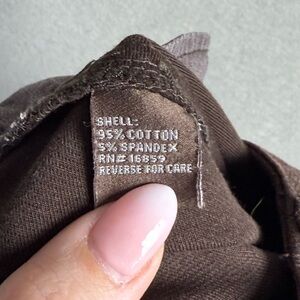 SHELL:
95% COTTON
5% SPANDEX
RN# 16859
REVERSE FOR CARE